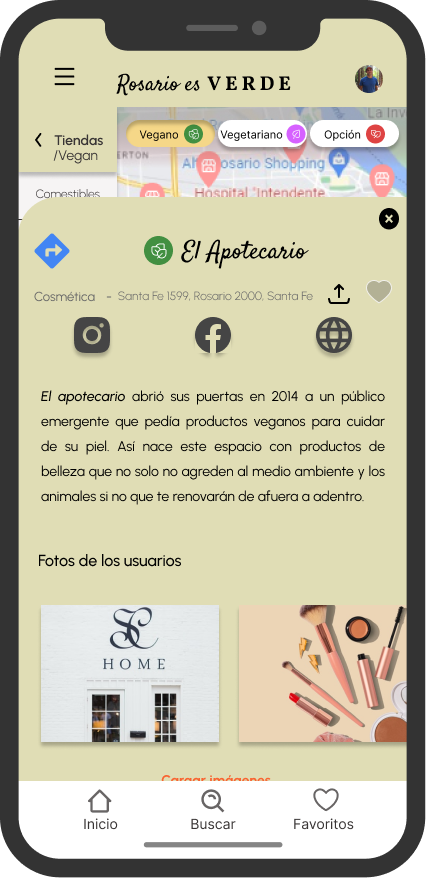 Rosario es VERDE
Tiendas
/Vegan
Vegano
Vegetariano
Opción
La Inv
ERTON
Alto Rosario Shopping
Hospital "Intendente
Comestibles
El Apotecario
Cosmética - Santa Fe 1599, Rosario 2000, Santa Fe
El apotecario abrió sus puertas en 2014 a un público
emergente que pedía productos veganos para cuidar
de su piel. Así nace este espacio con productos de
belleza que no solo no agreden al medio ambiente y los
animales si no que te renovarán de afuera a adentro.
Fotos de los usuarios
HOME
Cargar imágenes
Inicio
Buscar
Favoritos